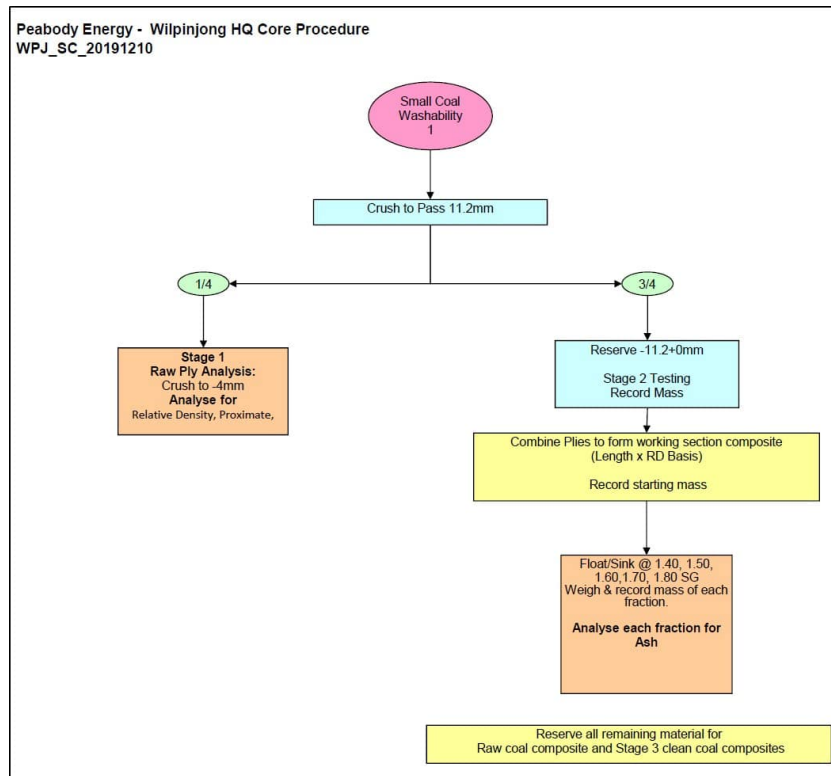 Peabody Energy - Wilpinjong HQ Core Procedure
WPJ_SC_20191210
Small Coal
Washability
1
Crush to Pass 11.2mm
1/4
3/4
Stage 1
Raw Ply Analysis:
Crush to -4mm
Analyse for
Relative Density, Proximate,
Reserve -11.2+0mm
Stage 2 Testing
Record Mass
Combine Plies to form working section composite
(Length x RD Basis)
Record starting mass
Float/Sink @ 1.40, 1.50,
1.60,1.70, 1.80 SG
Weigh & record mass of each
fraction.
Analyse each fraction for
Ash
Reserve all remaining material for
Raw coal composite and Stage 3 clean coal composites